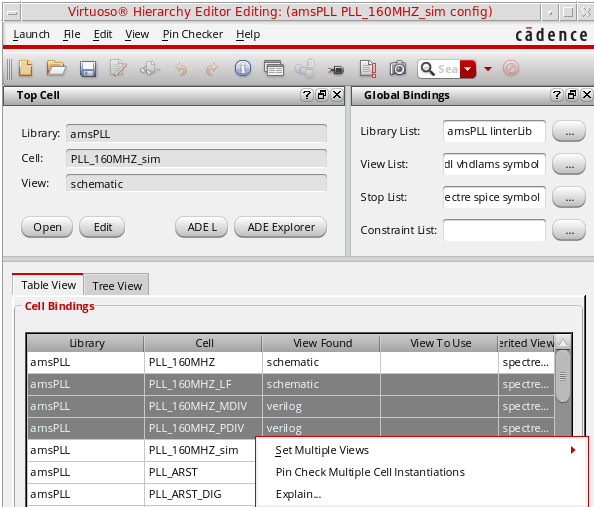 Virtuoso® Hierarchy Editor Editing: (amsPLL PLL_160MHZ_sim config)
Launch File Edit View Pin Checker Help
cādence
Sea
Top Cell
Library: amsPLL
Cell: PLL_160MHZ_sim
View: schematic
Open Edit ADE L ADE Explorer
Global Bindings
Library List: amsPLL linterLib ...
View List: dl vhdlams symbol ...
Stop List: ectre spice symbol ...
Constraint List: ...
Table View Tree View
Cell Bindings
Library Cell View Found View To Use erited View
amsPLL PLL_160MHZ schematic spectre...
amsPLL PLL_160MHZ_LF schematic spectre...
amsPLL PLL_160MHZ_MDIV verilog spectre...
amsPLL PLL_160MHZ_PDIV verilog spectre...
amsPLL PLL_160MHZ_sim
amsPLL PLL_ARST
amsPLL PLL_ARST_DIG
Set Multiple Views
Pin Check Multiple Cell Instantiations
Explain...